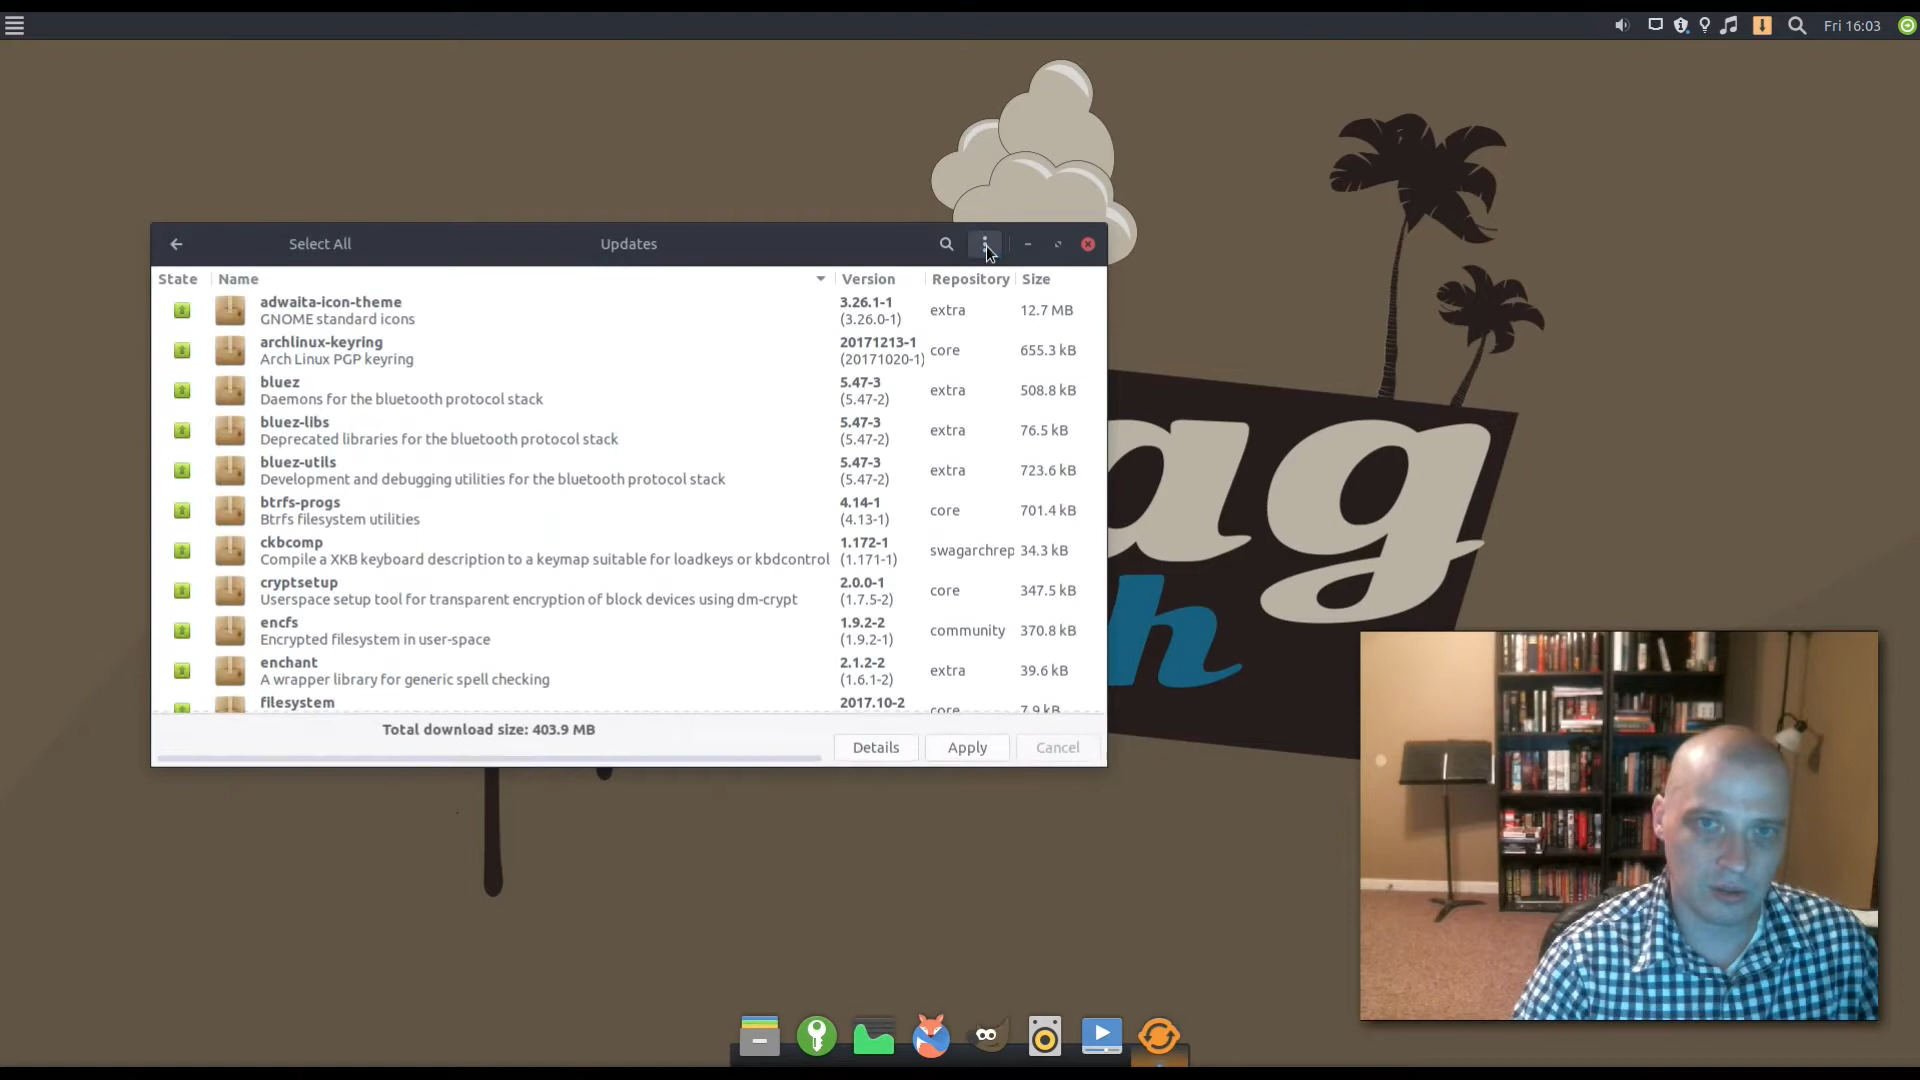 Fri 16:03
Select All
Updates
State Name Version Repository Size
adwaita-icon-theme 3.26.1-1
GNOME standard icons (3.26.0-1) extra 12.7 MB
archlinux-keyring 20171213-1
Arch Linux PGP keyring (20171020-1) core 655.3 kB
bluez 5.47-3
Daemons for the bluetooth protocol stack (5.47-2) extra 508.8 kB
bluez-libs 5.47-3
Deprecated libraries for the bluetooth protocol stack (5.47-2) extra 76.5 kB
bluez-utils 5.47-3
Development and debugging utilities for the bluetooth protocol stack (5.47-2) extra 723.6 kB
btrfs-progs 4.14-1
Btrfs filesystem utilities (4.13-1) core 701.4 kB
ckbcomp 1.172-1
Compile a XKB keyboard description to a keymap suitable for loadkeys or kbdcontrol (1.171-1) swagarchrep 34.3 kB
cryptsetup 2.0.0-1
Userspace setup tool for transparent encryption of block devices using dm-crypt (1.7.5-2) core 347.5 kB
encfs 1.9.2-2
Encrypted filesystem in user-space (1.9.2-1) community 370.8 kB
enchant 2.1.2-2
A wrapper library for generic spell checking (1.6.1-2) extra 39.6 kB
filesystem 2017.10-2 core 7.9 kB
Total download size: 403.9 MB
Details Apply Cancel
ag
h